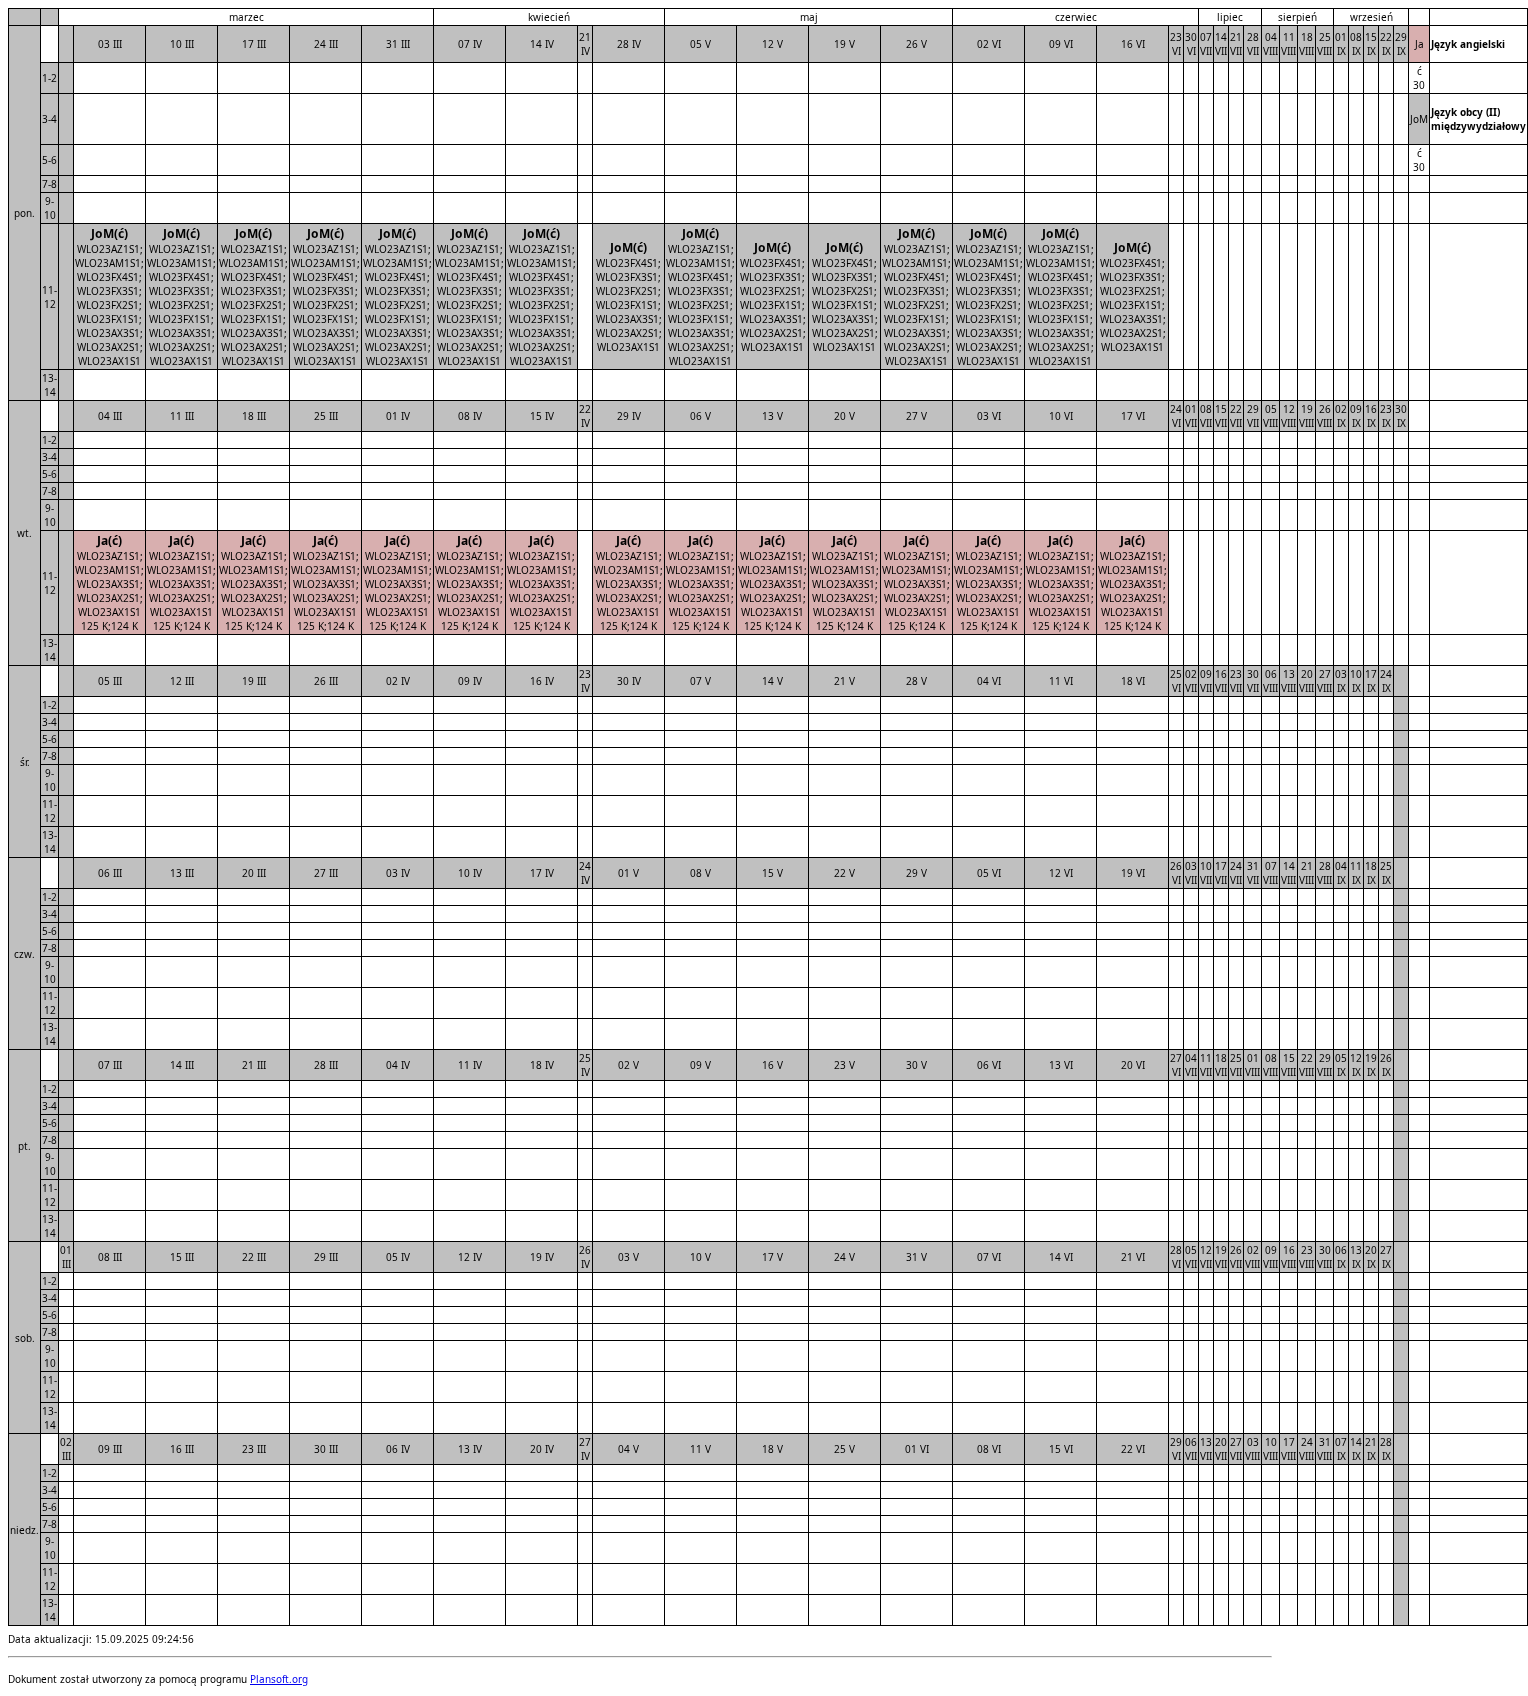 marzec kwiecień maj czerwiec lipiec sierpień wrzesień
pon. 03 III 10 III 17 III 24 III 31 III 07 IV 14 IV 21 IV 28 IV 05 V 12 V 19 V 26 V 02 VI 09 VI 16 VI 23 VI 30 VI 07 VII 14 VII 21 VII 28 VII 04 VIII 11 VIII 18 VIII 25 VIII 01 IX 08 IX 15 IX 22 IX 29 IX Ja Język angielski
1-2 ć 30
3-4 JoM Język obcy (II) międzywydziałowy
5-6 ć 30
7-8
9-10
11-12 JoM(ć) JoM(ć) JoM(ć) JoM(ć) JoM(ć) JoM(ć) JoM(ć) JoM(ć) JoM(ć) JoM(ć) JoM(ć) JoM(ć) JoM(ć) JoM(ć) JoM(ć)
WLO23AZ1S1; WLO23AZ1S1; WLO23AZ1S1; WLO23AZ1S1; WLO23AZ1S1; WLO23AZ1S1; WLO23AZ1S1; WLO23AZ1S1; WLO23AZ1S1; WLO23AZ1S1; WLO23AZ1S1;
WLO23AM1S1; WLO23AM1S1; WLO23AM1S1; WLO23AM1S1; WLO23AM1S1; WLO23AM1S1; WLO23AM1S1; WLO23FX4S1; WLO23AM1S1; WLO23FX4S1; WLO23FX4S1; WLO23AM1S1; WLO23AM1S1; WLO23AM1S1; WLO23FX4S1;
WLO23FX4S1; WLO23FX4S1; WLO23FX4S1; WLO23FX4S1; WLO23FX4S1; WLO23FX4S1; WLO23FX4S1; WLO23FX3S1; WLO23FX4S1; WLO23FX3S1; WLO23FX3S1; WLO23FX4S1; WLO23FX4S1; WLO23FX4S1; WLO23FX3S1;
WLO23FX3S1; WLO23FX3S1; WLO23FX3S1; WLO23FX3S1; WLO23FX3S1; WLO23FX3S1; WLO23FX3S1; WLO23FX2S1; WLO23FX3S1; WLO23FX2S1; WLO23FX2S1; WLO23FX3S1; WLO23FX3S1; WLO23FX3S1; WLO23FX2S1;
WLO23FX2S1; WLO23FX2S1; WLO23FX2S1; WLO23FX2S1; WLO23FX2S1; WLO23FX2S1; WLO23FX2S1; WLO23FX1S1; WLO23FX2S1; WLO23FX1S1; WLO23FX1S1; WLO23FX2S1; WLO23FX2S1; WLO23FX2S1; WLO23FX1S1;
WLO23FX1S1; WLO23FX1S1; WLO23FX1S1; WLO23FX1S1; WLO23FX1S1; WLO23FX1S1; WLO23FX1S1; WLO23AX3S1; WLO23FX1S1; WLO23AX3S1; WLO23AX3S1; WLO23FX1S1; WLO23FX1S1; WLO23FX1S1; WLO23AX3S1;
WLO23AX3S1; WLO23AX3S1; WLO23AX3S1; WLO23AX3S1; WLO23AX3S1; WLO23AX3S1; WLO23AX3S1; WLO23AX2S1; WLO23AX3S1; WLO23AX2S1; WLO23AX2S1; WLO23AX3S1; WLO23AX3S1; WLO23AX3S1; WLO23AX2S1;
WLO23AX2S1; WLO23AX2S1; WLO23AX2S1; WLO23AX2S1; WLO23AX2S1; WLO23AX2S1; WLO23AX2S1; WLO23AX1S1 WLO23AX2S1; WLO23AX1S1 WLO23AX1S1 WLO23AX2S1; WLO23AX2S1; WLO23AX2S1; WLO23AX1S1
WLO23AX1S1 WLO23AX1S1 WLO23AX1S1 WLO23AX1S1 WLO23AX1S1 WLO23AX1S1 WLO23AX1S1 WLO23AX1S1 WLO23AX1S1 WLO23AX1S1 WLO23AX1S1
13-14
wt. 04 III 11 III 18 III 25 III 01 IV 08 IV 15 IV 22 IV 29 IV 06 V 13 V 20 V 27 V 03 VI 10 VI 17 VI 24 VI 01 VII 08 VII 15 VII 22 VII 29 VII 05 VIII 12 VIII 19 VIII 26 VIII 02 IX 09 IX 16 IX 23 IX 30 IX
1-2
3-4
5-6
7-8
9-10
11-12 Ja(ć) Ja(ć) Ja(ć) Ja(ć) Ja(ć) Ja(ć) Ja(ć) Ja(ć) Ja(ć) Ja(ć) Ja(ć) Ja(ć) Ja(ć) Ja(ć) Ja(ć)
WLO23AZ1S1; WLO23AZ1S1; WLO23AZ1S1; WLO23AZ1S1; WLO23AZ1S1; WLO23AZ1S1; WLO23AZ1S1; WLO23AZ1S1; WLO23AZ1S1; WLO23AZ1S1; WLO23AZ1S1; WLO23AZ1S1; WLO23AZ1S1; WLO23AZ1S1; WLO23AZ1S1;
WLO23AM1S1; WLO23AM1S1; WLO23AM1S1; WLO23AM1S1; WLO23AM1S1; WLO23AM1S1; WLO23AM1S1; WLO23AM1S1; WLO23AM1S1; WLO23AM1S1; WLO23AM1S1; WLO23AM1S1; WLO23AM1S1; WLO23AM1S1; WLO23AM1S1;
WLO23AX3S1; WLO23AX3S1; WLO23AX3S1; WLO23AX3S1; WLO23AX3S1; WLO23AX3S1; WLO23AX3S1; WLO23AX3S1; WLO23AX3S1; WLO23AX3S1; WLO23AX3S1; WLO23AX3S1; WLO23AX3S1; WLO23AX3S1; WLO23AX3S1;
WLO23AX2S1; WLO23AX2S1; WLO23AX2S1; WLO23AX2S1; WLO23AX2S1; WLO23AX2S1; WLO23AX2S1; WLO23AX2S1; WLO23AX2S1; WLO23AX2S1; WLO23AX2S1; WLO23AX2S1; WLO23AX2S1; WLO23AX2S1; WLO23AX2S1;
WLO23AX1S1 WLO23AX1S1 WLO23AX1S1 WLO23AX1S1 WLO23AX1S1 WLO23AX1S1 WLO23AX1S1 WLO23AX1S1 WLO23AX1S1 WLO23AX1S1 WLO23AX1S1 WLO23AX1S1 WLO23AX1S1 WLO23AX1S1 WLO23AX1S1
125 K;124 K 125 K;124 K 125 K;124 K 125 K;124 K 125 K;124 K 125 K;124 K 125 K;124 K 125 K;124 K 125 K;124 K 125 K;124 K 125 K;124 K 125 K;124 K 125 K;124 K 125 K;124 K 125 K;124 K
13-14
śr. 05 III 12 III 19 III 26 III 02 IV 09 IV 16 IV 23 IV 30 IV 07 V 14 V 21 V 28 V 04 VI 11 VI 18 VI 25 VI 02 VII 09 VII 16 VII 23 VII 30 VII 06 VIII 13 VIII 20 VIII 27 VIII 03 IX 10 IX 17 IX 24 IX
1-2
3-4
5-6
7-8
9-10
11-12
13-14
czw. 06 III 13 III 20 III 27 III 03 IV 10 IV 17 IV 24 IV 01 V 08 V 15 V 22 V 29 V 05 VI 12 VI 19 VI 26 VI 03 VII 10 VII 17 VII 24 VII 31 VII 07 VIII 14 VIII 21 VIII 28 VIII 04 IX 11 IX 18 IX 25 IX
1-2
3-4
5-6
7-8
9-10
11-12
13-14
pt. 07 III 14 III 21 III 28 III 04 IV 11 IV 18 IV 25 IV 02 V 09 V 16 V 23 V 30 V 06 VI 13 VI 20 VI 27 VI 04 VII 11 VII 18 VII 25 VII 01 VIII 08 VIII 15 VIII 22 VIII 29 VIII 05 IX 12 IX 19 IX 26 IX
1-2
3-4
5-6
7-8
9-10
11-12
13-14
sob. 01 III 08 III 15 III 22 III 29 III 05 IV 12 IV 19 IV 26 IV 03 V 10 V 17 V 24 V 31 V 07 VI 14 VI 21 VI 28 VI 05 VII 12 VII 19 VII 26 VII 02 VIII 09 VIII 16 VIII 23 VIII 30 VIII 06 IX 13 IX 20 IX 27 IX
1-2
3-4
5-6
7-8
9-10
11-12
13-14
niedz. 02 III 09 III 16 III 23 III 30 III 06 IV 13 IV 20 IV 27 IV 04 V 11 V 18 V 25 V 01 VI 08 VI 15 VI 22 VI 29 VI 06 VII 13 VII 20 VII 27 VII 03 VIII 10 VIII 17 VIII 24 VIII 31 VIII 07 IX 14 IX 21 IX 28 IX
1-2
3-4
5-6
7-8
9-10
11-12
13-14
Data aktualizacji: 15.09.2025 09:24:56
Dokument został utworzony za pomocą programu Plansoft.org